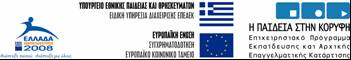 ΕΛΛΑΔΑ
2008
ΥΠΟΥΡΓΕΙΟ ΕΘΝΙΚΗΣ ΠΑΙΔΕΙΑΣ ΚΑΙ ΘΡΗΣΚΕΥΜΑΤΩΝ
ΕΙΔΙΚΗ ΥΠΗΡΕΣΙΑ ΔΙΑΧΕΙΡΙΣΗΣ ΕΠΕΑΕΚ
ΕΥΡΩΠΑΪΚΗ ΕΝΩΣΗ
ΣΥΓΧΡΗΜΑΤΟΔΟΤΗΣΗ
ΕΥΡΩΠΑΪΚΟ ΚΟΙΝΩΝΙΚΟ ΤΑΜΕΙΟ
Η ΠΑΙΔΕΙΑ ΣΤΗΝ ΚΟΡΥΦΗ
Επιχειρησιακό Πρόγραμμα
Εκπαίδευσης και Αρχικής
Επαγγελματικής Κατάρτισης